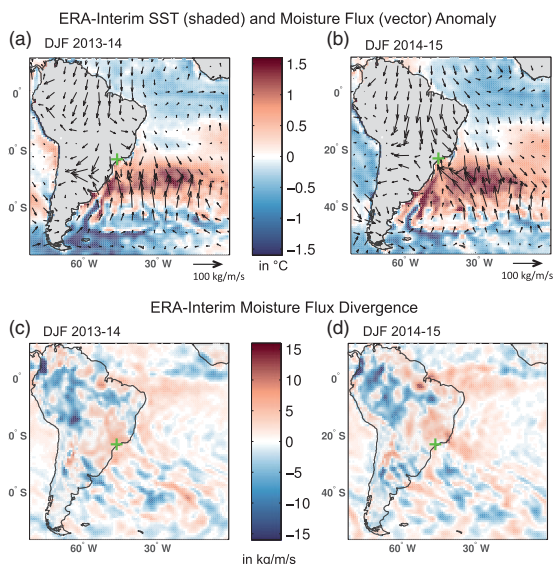 ERA-Interim SST (shaded) and Moisture Flux (vector) Anomaly
(a) DJF 2013-14
(b) DJF 2014-15
0°
0° S
0° S
60° W
30° W
100 kg/m/s
1.5
1
0.5
0
−0.5
−1
−1.5
in °C
0°
20° S
40° S
60° W
30° W
100 kg/m/s
ERA-Interim Moisture Flux Divergence
(c) DJF 2013-14
(d) DJF 2014-15
0°
20° S
40° S
60° W
30° W
15
10
5
0
−5
−10
−15
in kg/m/s
0°
20° S
40° S
60° W
30° W